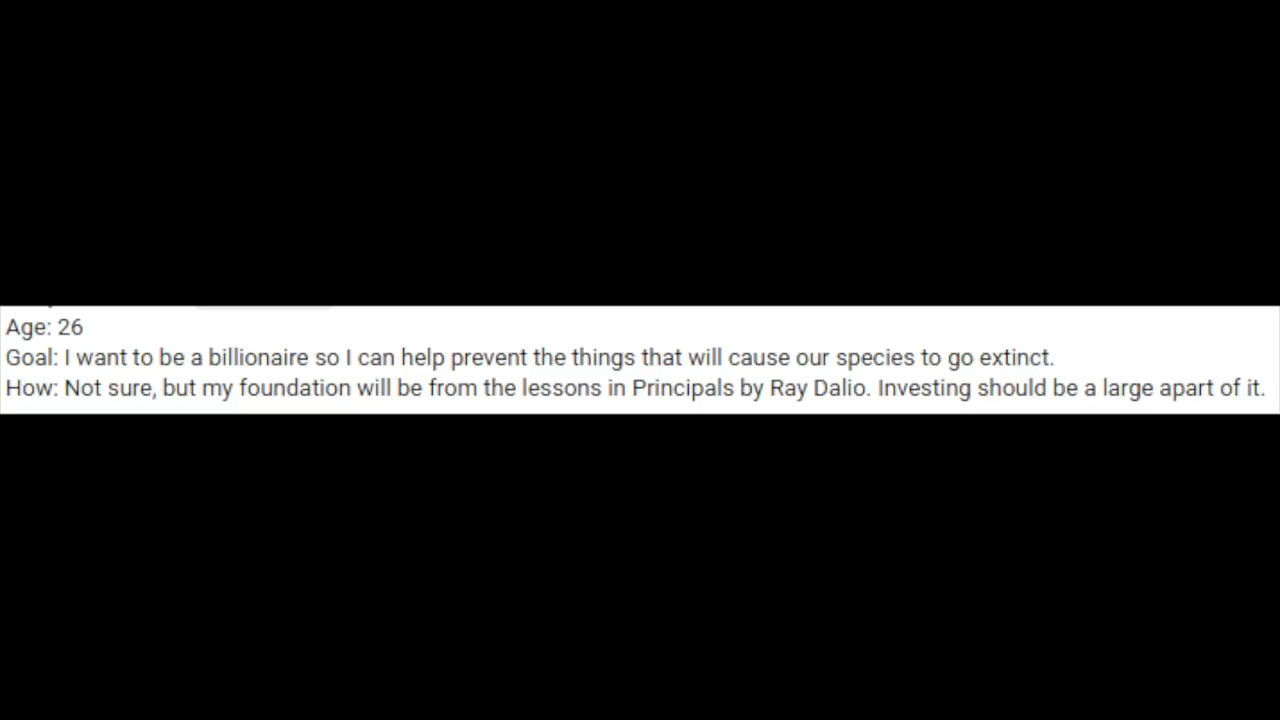 Age: 26
Goal: I want to be a billionaire so I can help prevent the things that will cause our species to go extinct.
How: Not sure, but my foundation will be from the lessons in Principals by Ray Dalio. Investing should be a large apart of it.